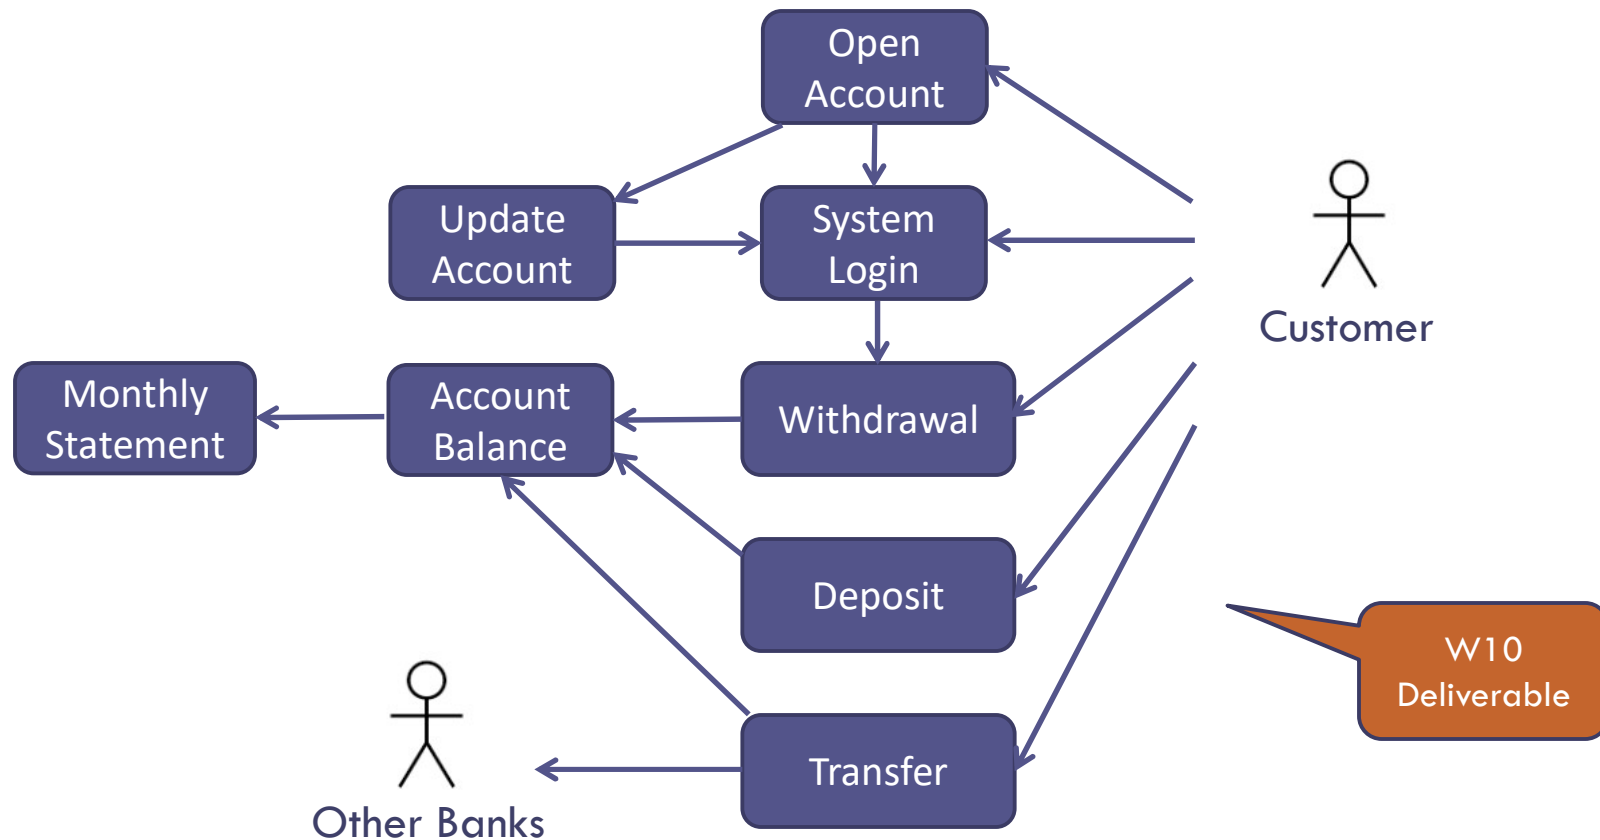 Open
Account
Update
Account
System
Login
Customer
Monthly
Statement
Account
Balance
Withdrawal
Deposit
W10
Deliverable
Transfer
Other Banks